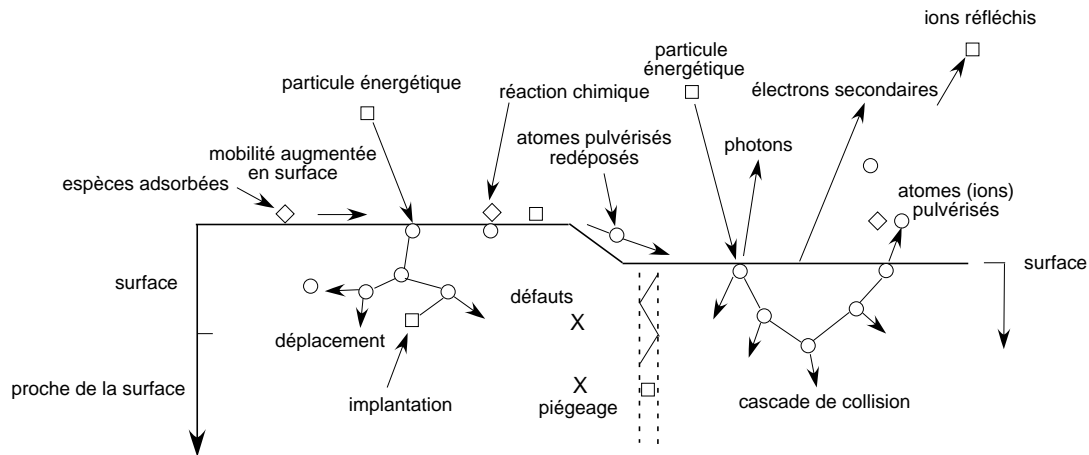 ions réfléchis
particule énergétique
particule
énergétique
réaction chimique
électrons secondaires
atomes pulvérisés
redéposés
photons
mobilité augmentée
en surface
espèces adsorbées
atomes (ions)
pulvérisés
surface
surface
défauts
X
déplacement
proche de la surface
implantation
X
piégeage
cascade de collision